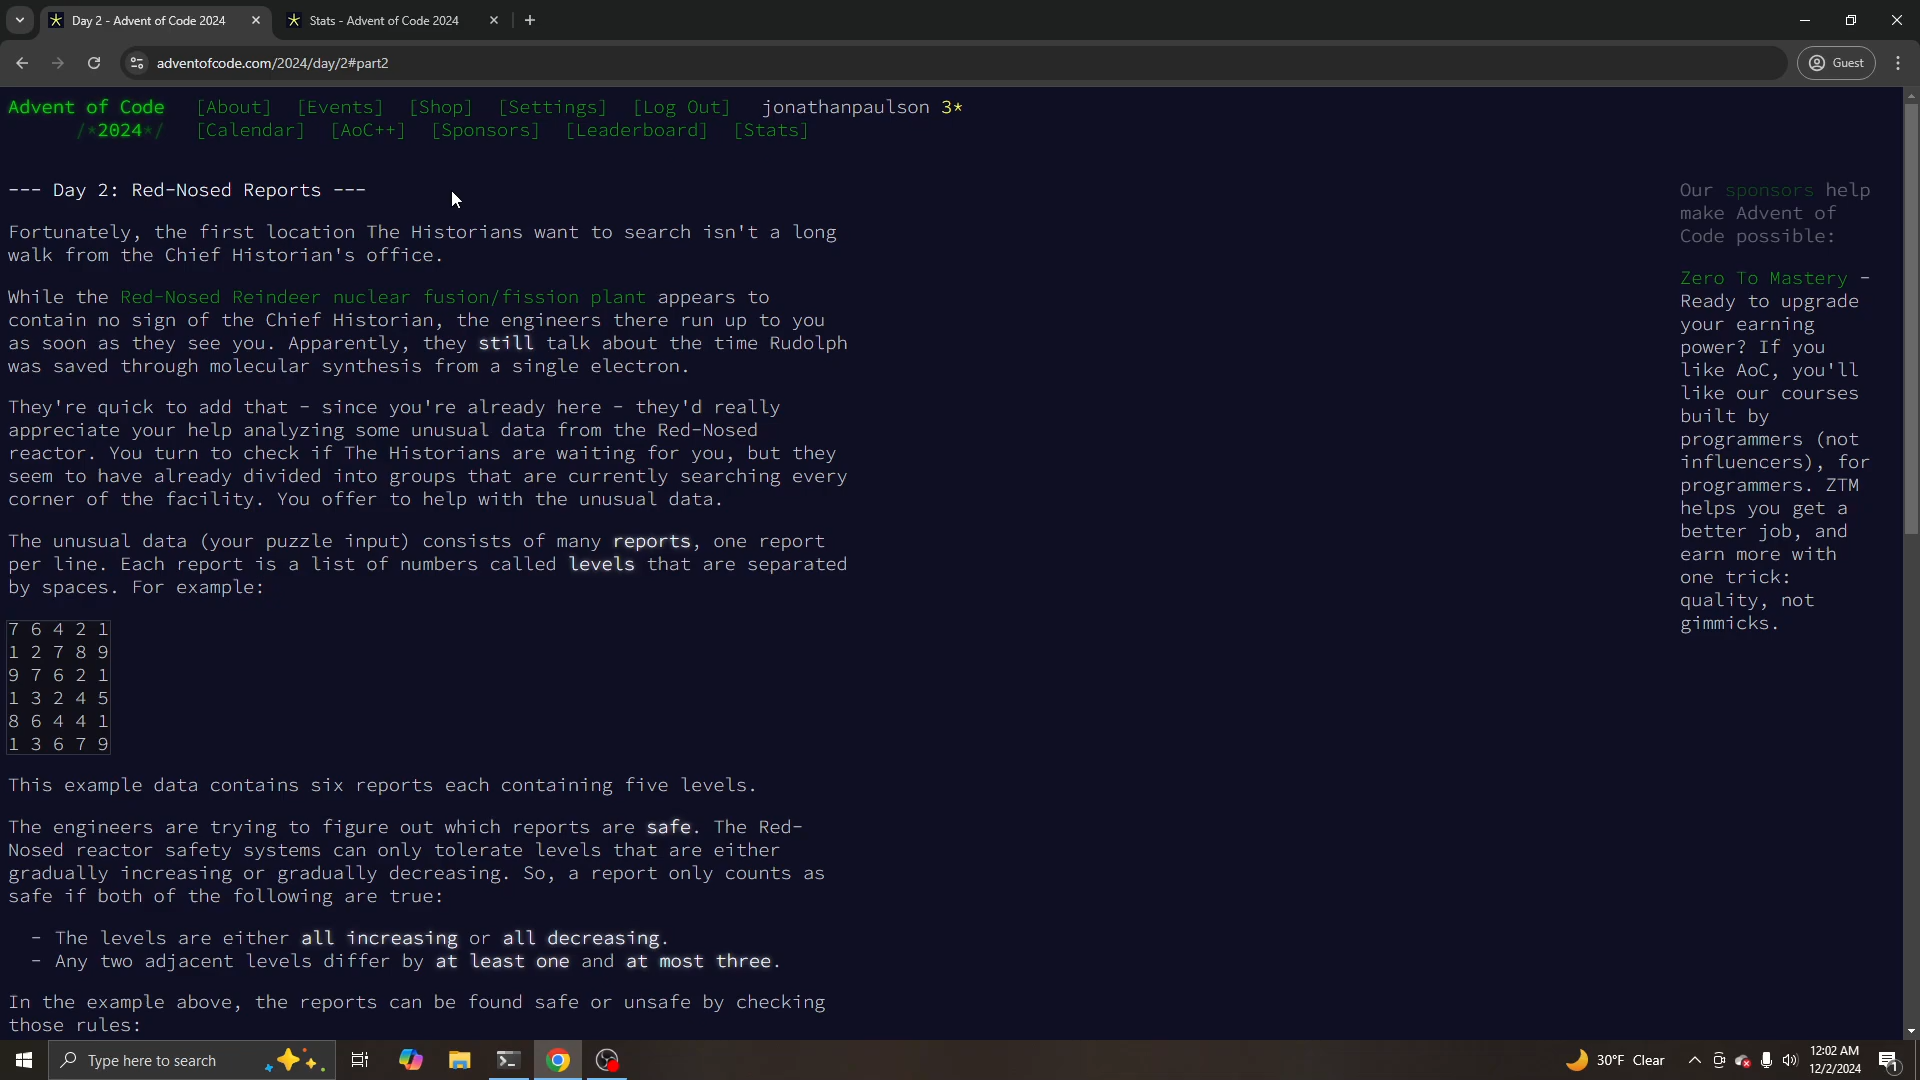 Day 2 - Advent of Code 2024
Stats - Advent of Code 2024
adventofcode.com/2024/day/2#part2
Guest
Advent of Code [About] [Events] [Shop] [Settings] [Log Out] jonathanpaulson 3*
/*2024*/ [Calendar] [AoC++] [Sponsors] [Leaderboard] [Stats]
--- Day 2: Red-Nosed Reports ---
Fortunately, the first location The Historians want to search isn't a long
walk from the Chief Historian's office.
While the Red-Nosed Reindeer nuclear fusion/fission plant appears to
contain no sign of the Chief Historian, the engineers there run up to you
as soon as they see you. Apparently, they still talk about the time Rudolph
was saved through molecular synthesis from a single electron.
They're quick to add that - since you're already here - they'd really
appreciate your help analyzing some unusual data from the Red-Nosed
reactor. You turn to check if The Historians are waiting for you, but they
seem to have already divided into groups that are currently searching every
corner of the facility. You offer to help with the unusual data.
The unusual data (your puzzle input) consists of many reports, one report
per line. Each report is a list of numbers called levels that are separated
by spaces. For example:
7 6 4 2 1
1 2 7 8 9
9 7 6 2 1
1 3 2 4 5
8 6 4 4 1
1 3 6 7 9
This example data contains six reports each containing five levels.
The engineers are trying to figure out which reports are safe. The Red-
Nosed reactor safety systems can only tolerate levels that are either
gradually increasing or gradually decreasing. So, a report only counts as
safe if both of the following are true:
- The levels are either all increasing or all decreasing.
- Any two adjacent levels differ by at least one and at most three.
In the example above, the reports can be found safe or unsafe by checking
those rules:
Our sponsors help
make Advent of
Code possible:
Zero To Mastery -
Ready to upgrade
your earning
power? If you
like AoC, you'll
like our courses
built by
programmers (not
influencers), for
programmers. ZTM
helps you get a
better job, and
earn more with
one trick:
quality, not
gimmicks.
Type here to search
30°F Clear
12:02 AM
12/2/2024
1